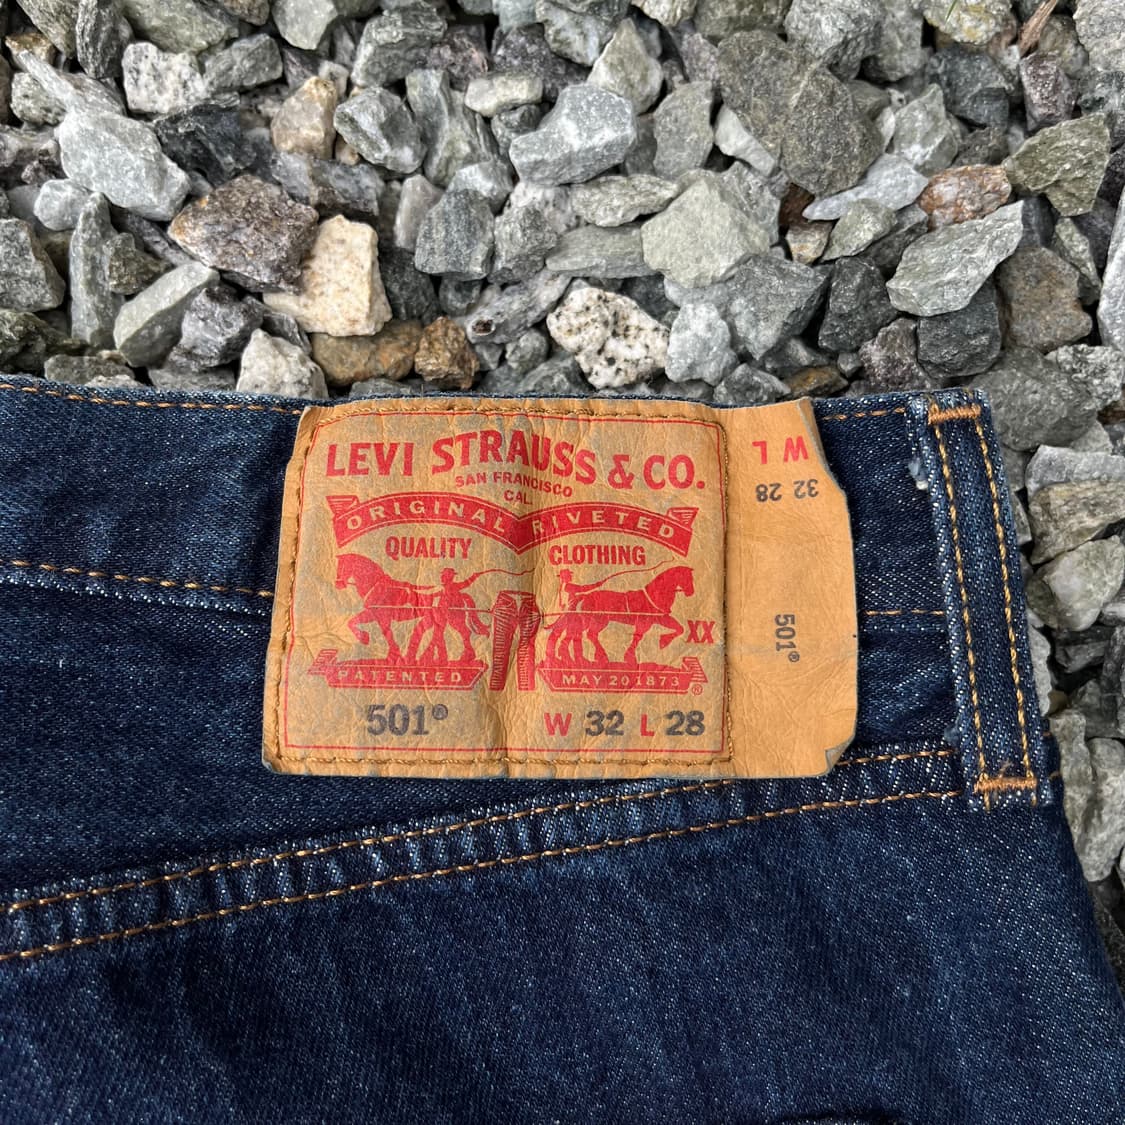 LEVI STRAUSS & CO.
SAN FRANCISCO
CAL.
ORIGINAL RIVETED
QUALITY CLOTHING
XX
PATENTED MAY 20 1873 ®
501® W 32 L 28
W L
32 28
501®